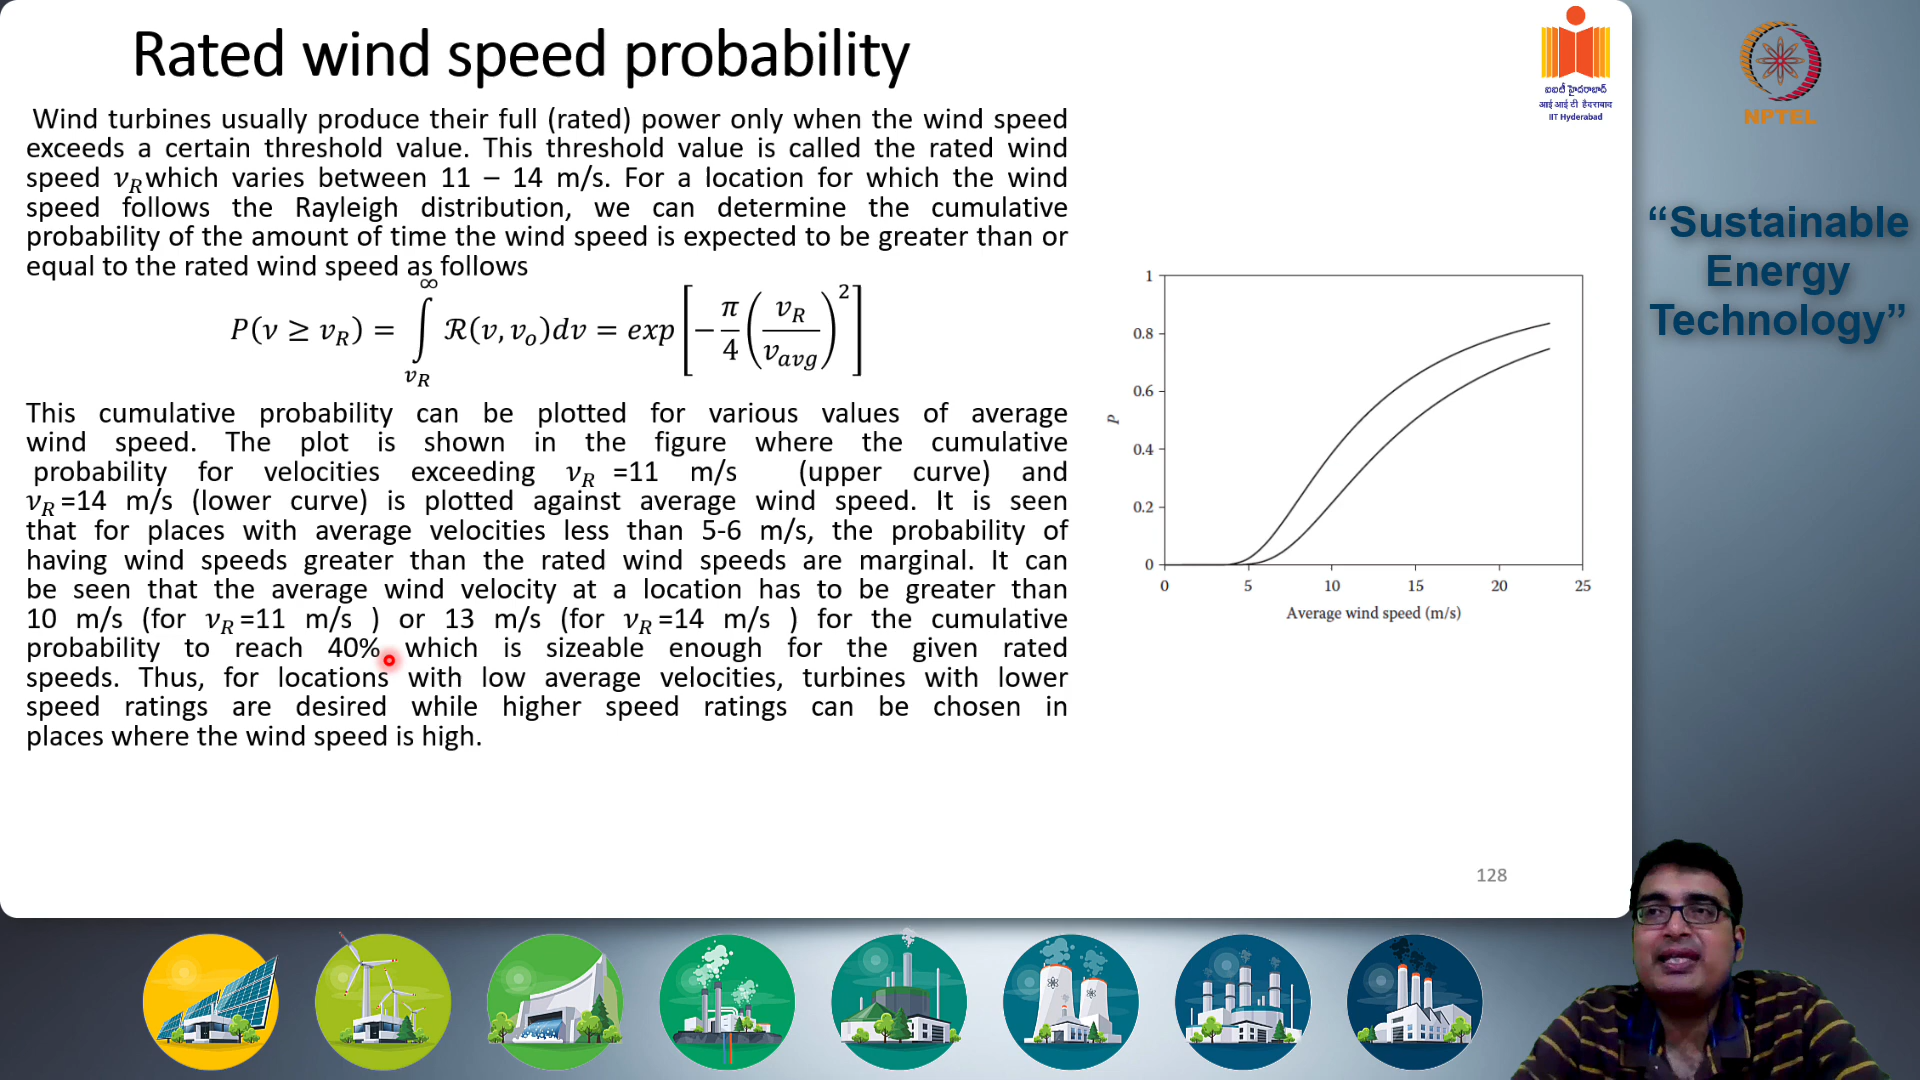 Rated wind speed probability
Wind turbines usually produce their full (rated) power only when the wind speed
exceeds a certain threshold value. This threshold value is called the rated wind
speed 𝜈_R which varies between 11 – 14 m/s. For a location for which the wind
speed follows the Rayleigh distribution, we can determine the cumulative
probability of the amount of time the wind speed is expected to be greater than or
equal to the rated wind speed as follows
P(ν ≥ v_R) = ∫_{v_R}^{∞} ℛ(v, v_o)dv = exp[−π/4 (v_R/v_avg)^2]
This cumulative probability can be plotted for various values of average
wind speed. The plot is shown in the figure where the cumulative
probability for velocities exceeding ν_R =11 m/s (upper curve) and
ν_R =14 m/s (lower curve) is plotted against average wind speed. It is seen
that for places with average velocities less than 5-6 m/s, the probability of
having wind speeds greater than the rated wind speeds are marginal. It can
be seen that the average wind velocity at a location has to be greater than
10 m/s (for ν_R =11 m/s ) or 13 m/s (for ν_R =14 m/s ) for the cumulative
probability to reach 40% which is sizeable enough for the given rated
speeds. Thus, for locations with low average velocities, turbines with lower
speed ratings are desired while higher speed ratings can be chosen in
places where the wind speed is high.
1
0.8
0.6
0.4
0.2
0
P
0 5 10 15 20 25
Average wind speed (m/s)
128
ఐఐటీ హైదరాబాద్
आई आई टी हैदराबाद
IIT Hyderabad
NPTEL
“Sustainable
Energy
Technology”